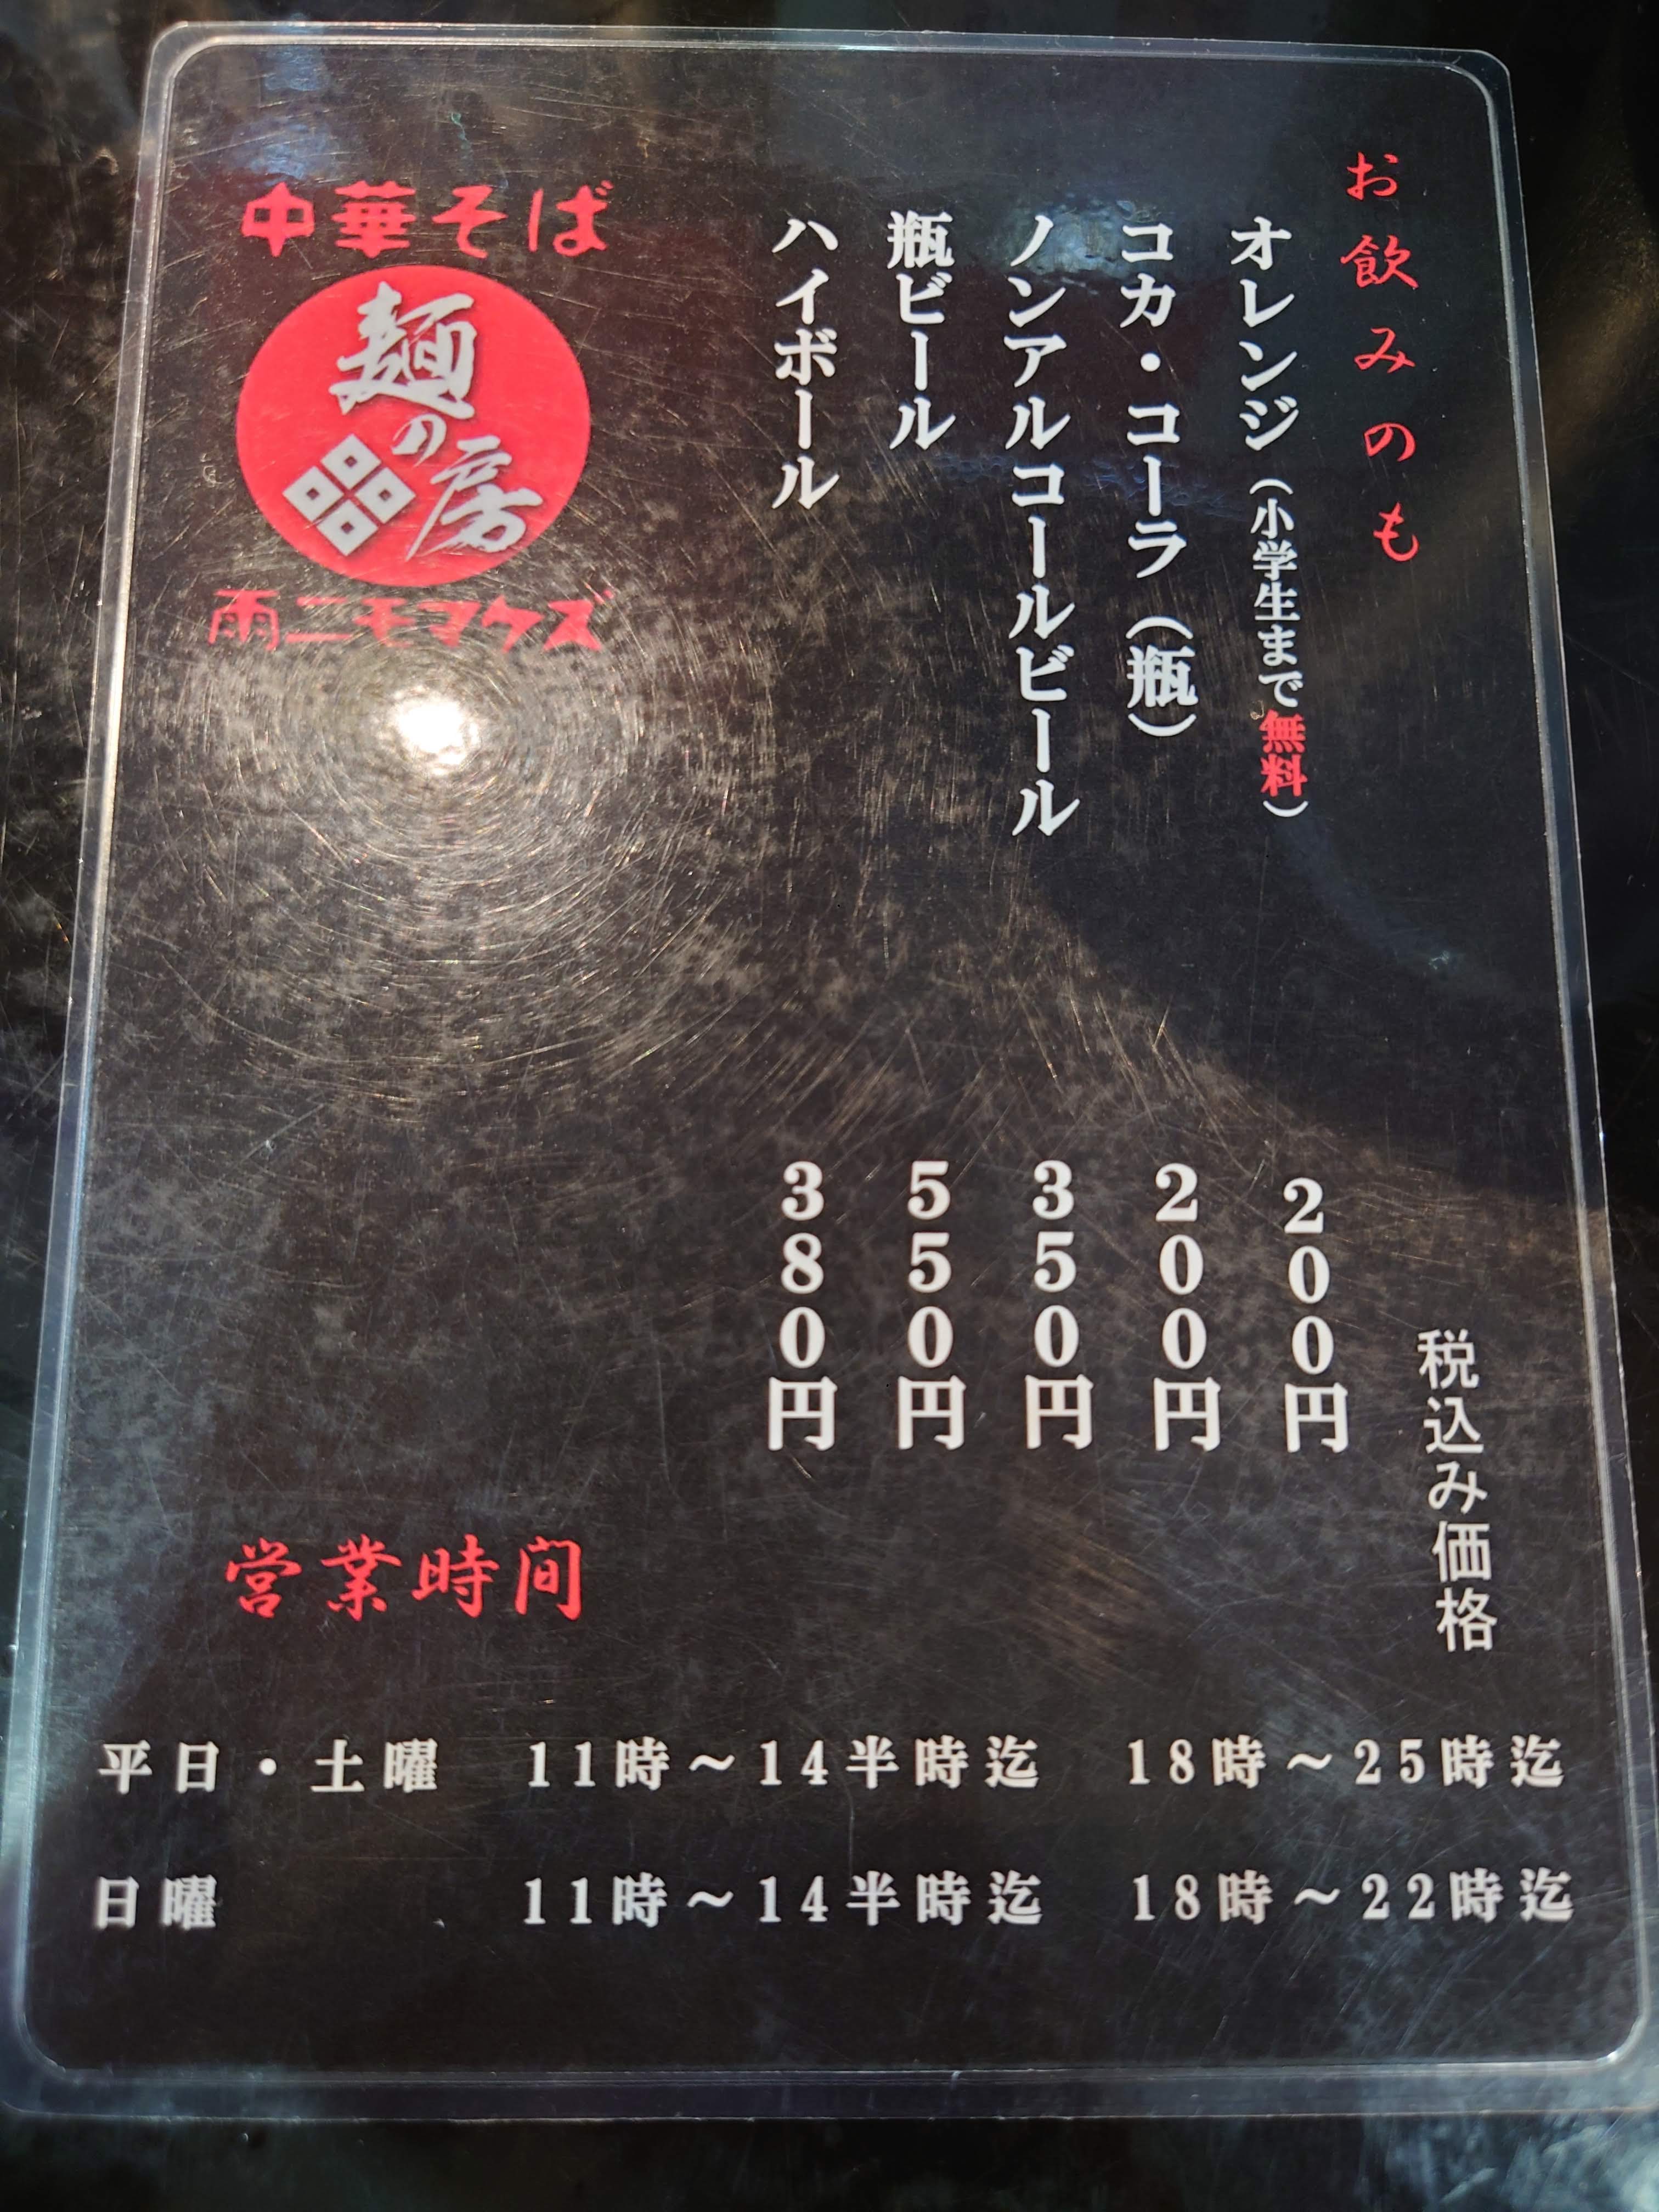 お飲みのも
税込み価格
オレンジ（小学生まで無料） 200円
コカ・コーラ（瓶） 200円
ノンアルコールビール 350円
瓶ビール 550円
ハイボール 380円
中華そば
麺の房
雨ニモマケズ
営業時间
平日・土曜 11時～14半時迄 18時～25時迄
日曜 11時～14半時迄 18時～22時迄